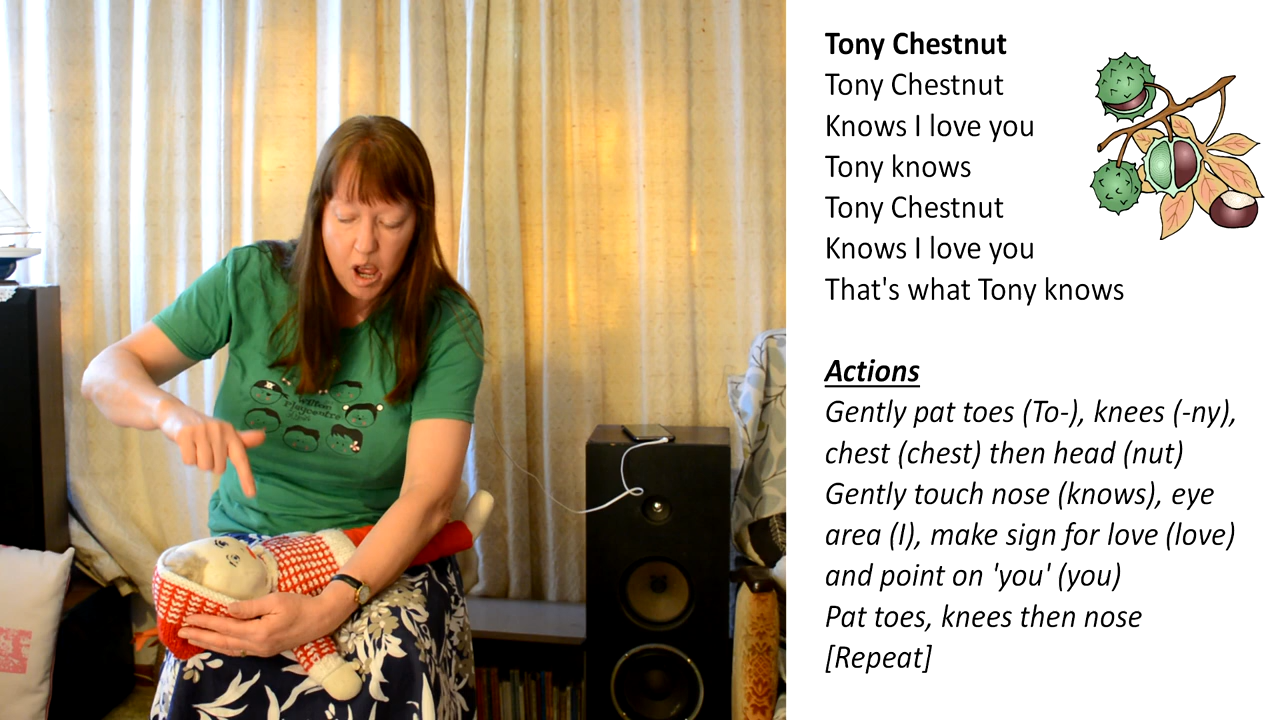 Wilton
Playcentre
Tony Chestnut
Tony Chestnut
Knows I love you
Tony knows
Tony Chestnut
Knows I love you
That's what Tony knows
Actions
Gently pat toes (To-), knees (-ny),
chest (chest) then head (nut)
Gently touch nose (knows), eye
area (I), make sign for love (love)
and point on 'you' (you)
Pat toes, knees then nose
[Repeat]